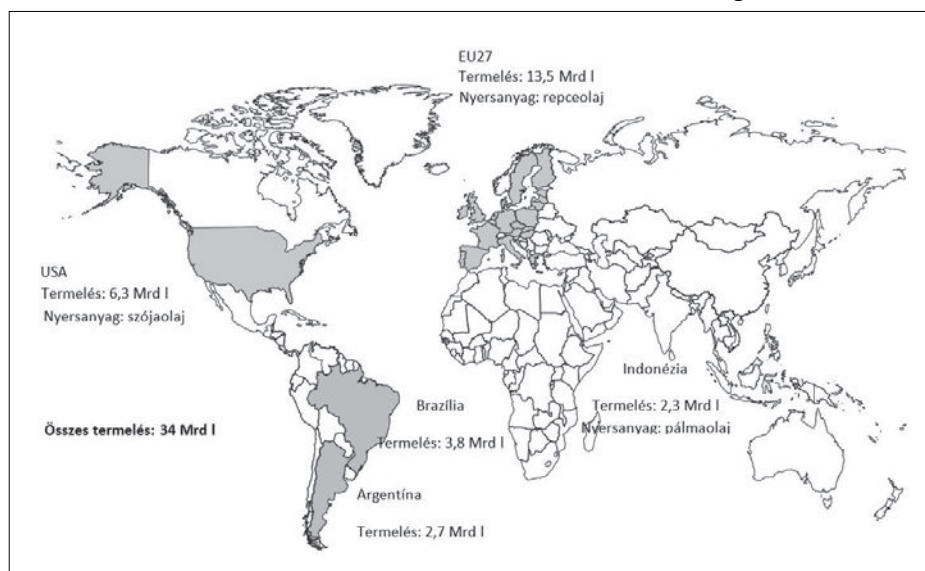 EU27
Termelés: 13,5 Mrd l
Nyersanyag: repceolaj
USA
Termelés: 6,3 Mrd l
Nyersanyag: szójaolaj
Indonézia
Termelés: 2,3 Mrd l
Nyersanyag: pálmaolaj
Brazília
Termelés: 3,8 Mrd l
Összes termelés: 34 Mrd l
Argentína
Termelés: 2,7 Mrd l